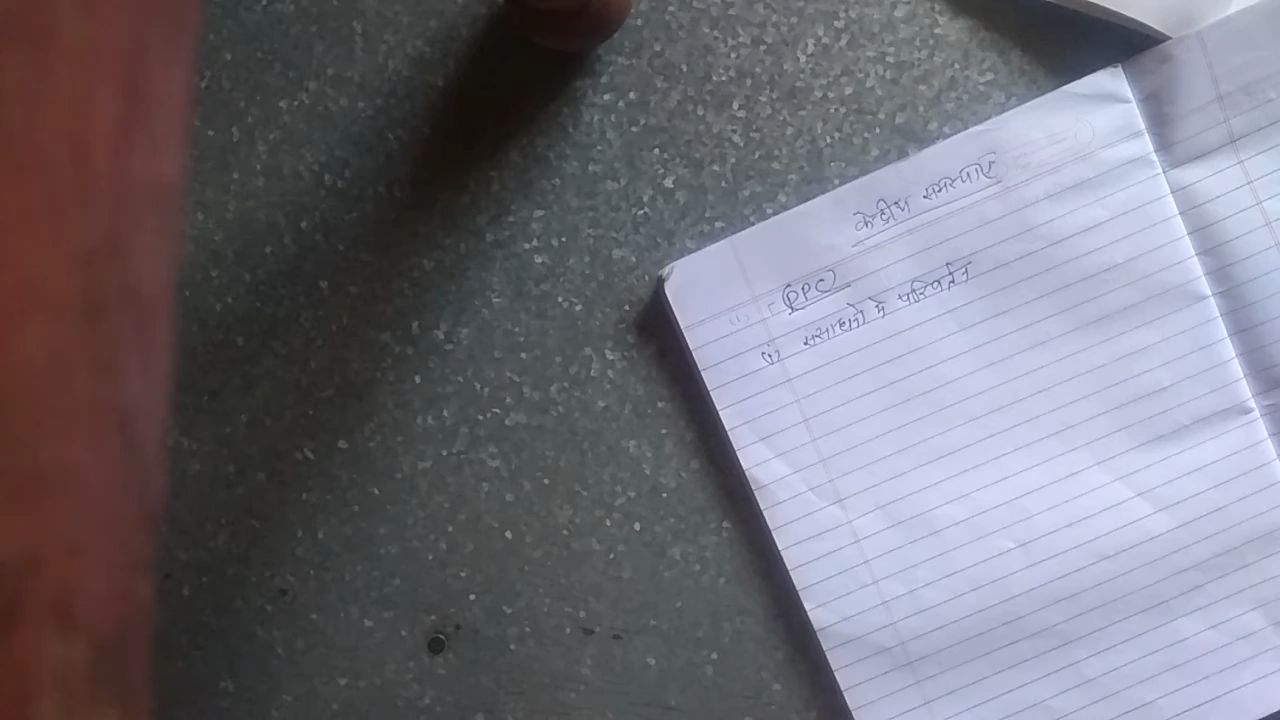 केन्द्रीय समस्याएं
PPC
(i) संसाधनो मे परिवर्तन